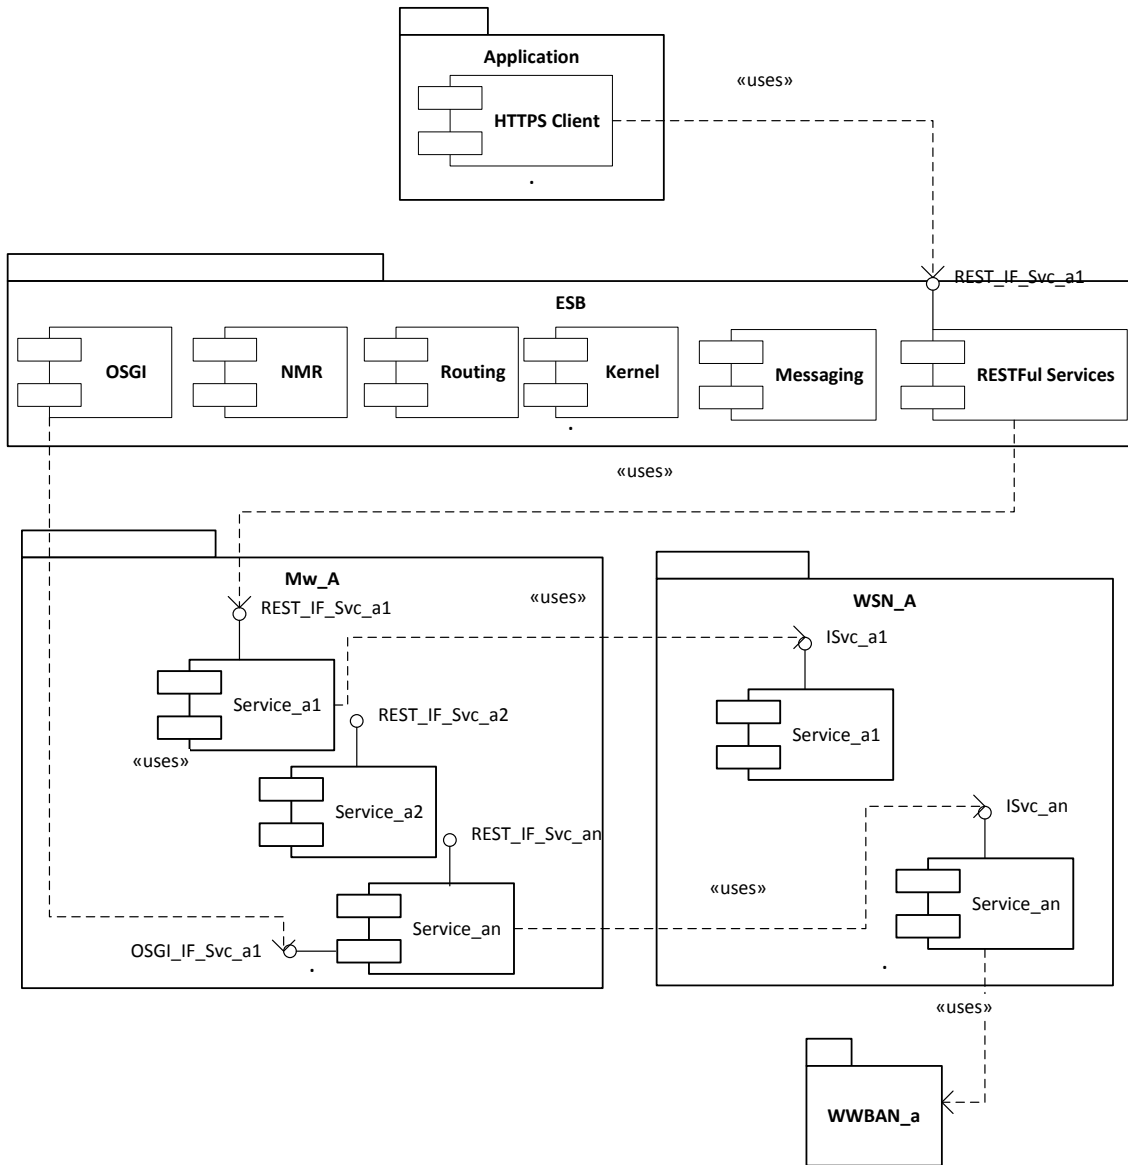 Application
«uses»
HTTPS Client
.
REST_IF_Svc_a1
ESB
OSGI
NMR
Routing
Kernel
Messaging
RESTFul Services
.
«uses»
Mw_A
«uses»
WSN_A
REST_IF_Svc_a1
ISvc_a1
Service_a1
REST_IF_Svc_a2
Service_a1
«uses»
Service_a2
ISvc_an
REST_IF_Svc_an
«uses»
Service_an
Service_an
OSGI_IF_Svc_a1
.
.
«uses»
WWBAN_a